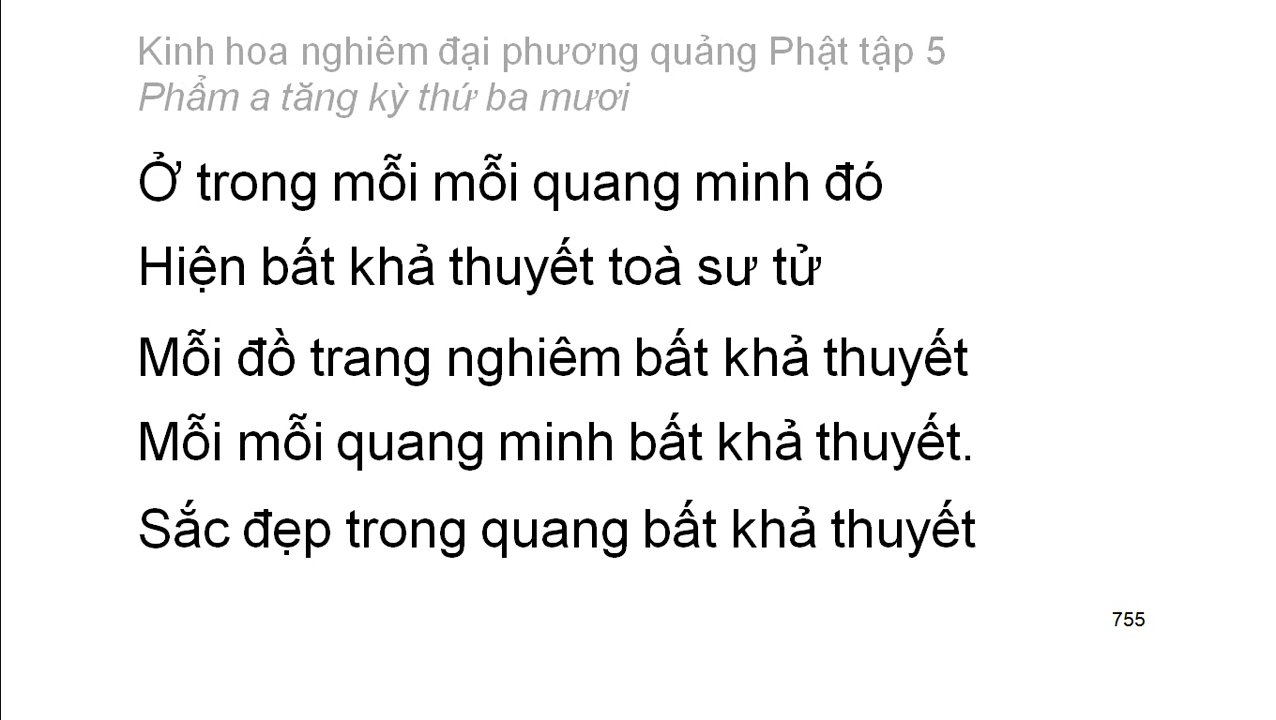 Kinh hoa nghiêm đại phương quảng Phật tập 5
Phẩm a tăng kỳ thứ ba mươi
Ở trong mỗi mỗi quang minh đó
Hiện bất khả thuyết toà sư tử
Mỗi đồ trang nghiêm bất khả thuyết
Mỗi mỗi quang minh bất khả thuyết.
Sắc đẹp trong quang bất khả thuyết
755